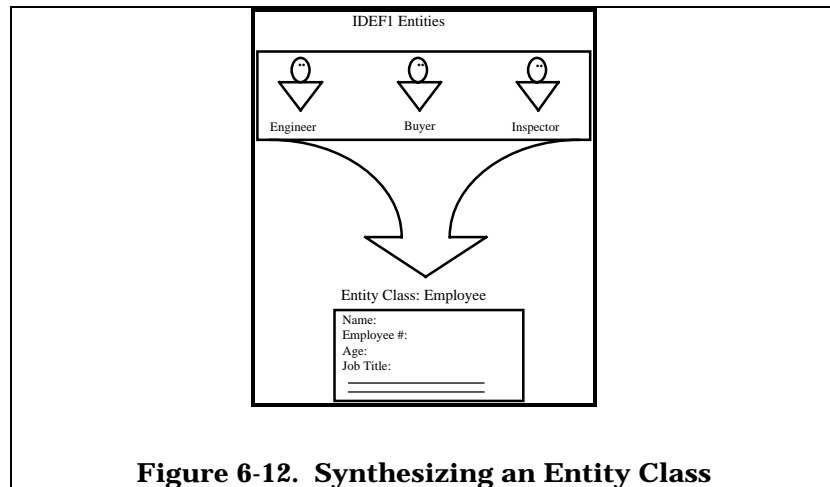 IDEF1 Entities
Engineer Buyer Inspector
Entity Class: Employee
Name:
Employee #:
Age:
Job Title:
Figure 6-12. Synthesizing an Entity Class